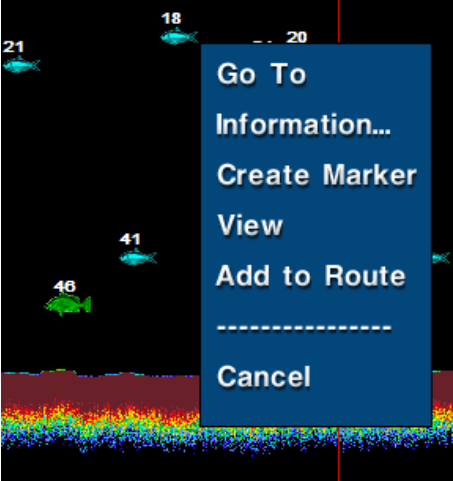 18
20
21
Go To
Information...
Create Marker
View
Add to Route
----------------
Cancel
41
46